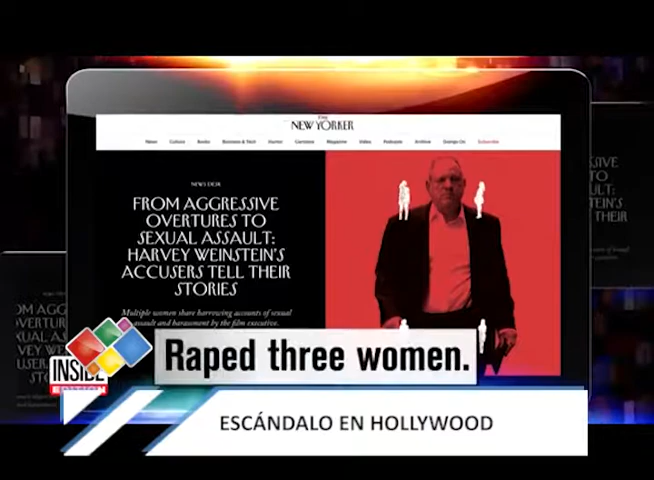 THE
NEW YORKER
News Culture Books Business & Tech Humor Cartoons Magazine Video Podcasts Archive Goings On Subscribe
NEWS DESK
FROM AGGRESSIVE
OVERTURES TO
SEXUAL ASSAULT:
HARVEY WEINSTEIN'S
ACCUSERS TELL THEIR
STORIES
Multiple women share harrowing accounts of sexual
assault and harassment by the film executive.
Raped three women.
INSIDE
EDITION
ESCÁNDALO EN HOLLYWOOD